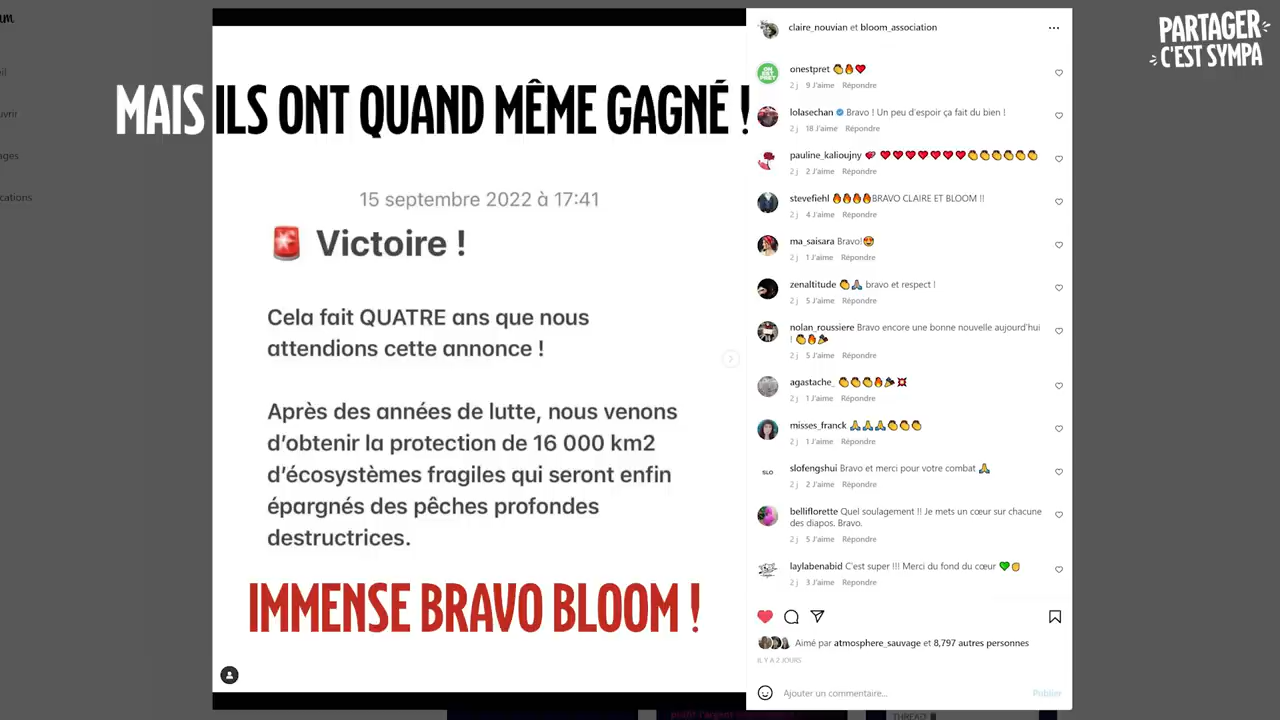 PARTAGER
C'EST SYMPA
claire_nouvian et bloom_association
MAIS ILS ONT QUAND MÊME GAGNÉ !
15 septembre 2022 à 17:41
🚨 Victoire !
Cela fait QUATRE ans que nous
attendions cette annonce !
Après des années de lutte, nous venons
d'obtenir la protection de 16 000 km2
d'écosystèmes fragiles qui seront enfin
épargnés des pêches profondes
destructrices.
IMMENSE BRAVO BLOOM !
ON
EST
PRET
onestpret 👏🔥❤️
2 j 9 J'aime Répondre
lolasechan Bravo ! Un peu d'espoir ça fait du bien !
2 j 18 J'aime Répondre
pauline_kalioujny 💕 ❤️❤️❤️❤️❤️❤️❤️👏👏👏👏👏👏
2 j 2 J'aime Répondre
stevefiehl 🔥🔥🔥🔥BRAVO CLAIRE ET BLOOM !!
2 j 4 J'aime Répondre
ma_saisara Bravo!😍
2 j 1 J'aime Répondre
zenaltitude 👏🙏🏼 bravo et respect !
2 j 5 J'aime Répondre
nolan_roussiere Bravo encore une bonne nouvelle aujourd'hui
! 👏🔥🎉
2 j 5 J'aime Répondre
agastache_ 👏👏👏🔥🎉💥
2 j 1 J'aime Répondre
misses_franck 🙏🙏🙏👏👏👏
2 j 1 J'aime Répondre
SLO
slofengshui Bravo et merci pour votre combat 🙏
2 j 2 J'aime Répondre
belliflorette Quel soulagement !! Je mets un cœur sur chacune
des diapos. Bravo.
2 j 5 J'aime Répondre
laylabenabid C'est super !!! Merci du fond du cœur 💚✊
2 j 3 J'aime Répondre
Aimé par atmosphere_sauvage et 8,797 autres personnes
IL Y A 2 JOURS
Ajouter un commentaire...
Publier
THREAD